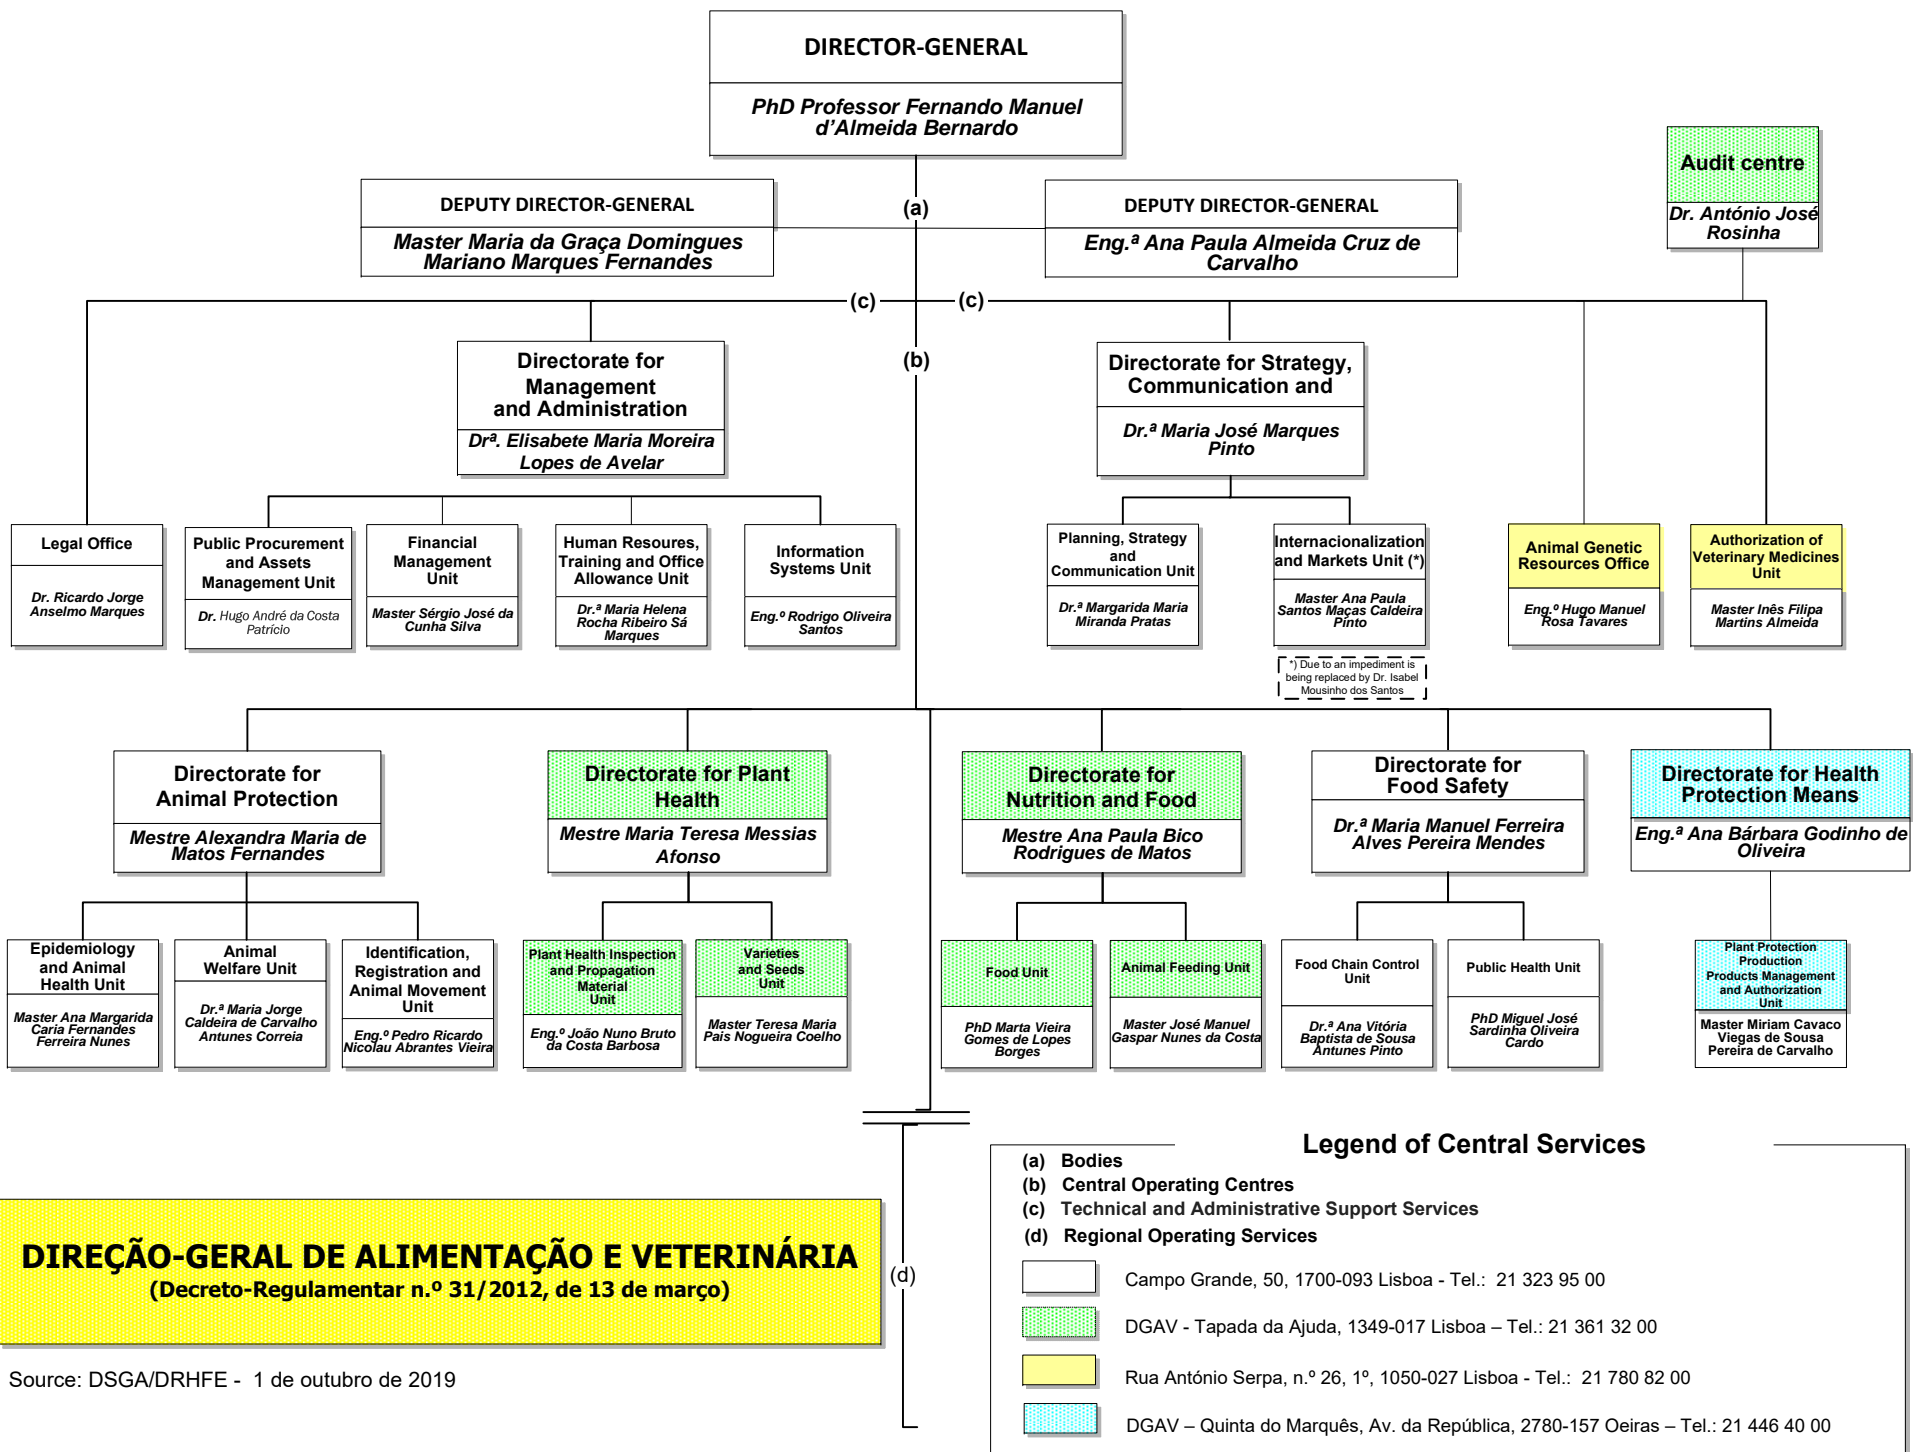 DIRECTOR-GENERAL
PhD Professor Fernando Manuel
d'Almeida Bernardo
Audit centre
Dr. António José
Rosinha
DEPUTY DIRECTOR-GENERAL
Master Maria da Graça Domingues
Mariano Marques Fernandes
(a)
DEPUTY DIRECTOR-GENERAL
Eng.ª Ana Paula Almeida Cruz de
Carvalho
(c)
(c)
(b)
Directorate for
Management
and Administration
Drª. Elisabete Maria Moreira
Lopes de Avelar
Directorate for Strategy,
Communication and
Dr.ª Maria José Marques
Pinto
Legal Office
Dr. Ricardo Jorge
Anselmo Marques
Public Procurement
and Assets
Management Unit
Dr. Hugo André da Costa
Patrício
Financial
Management
Unit
Master Sérgio José da
Cunha Silva
Human Resoures,
Training and Office
Allowance Unit
Dr.ª Maria Helena
Rocha Ribeiro Sá
Marques
Information
Systems Unit
Eng.º Rodrigo Oliveira
Santos
Planning, Strategy
and
Communication Unit
Dr.ª Margarida Maria
Miranda Pratas
Internacionalization
and Markets Unit (*)
Master Ana Paula
Santos Maças Caldeira
Pinto
*) Due to an impediment is
being replaced by Dr. Isabel
Mousinho dos Santos
Animal Genetic
Resources Office
Eng.º Hugo Manuel
Rosa Tavares
Authorization of
Veterinary Medicines
Unit
Master Inês Filipa
Martins Almeida
Directorate for
Animal Protection
Mestre Alexandra Maria de
Matos Fernandes
Directorate for Plant
Health
Mestre Maria Teresa Messias
Afonso
Directorate for
Nutrition and Food
Mestre Ana Paula Bico
Rodrigues de Matos
Directorate for
Food Safety
Dr.ª Maria Manuel Ferreira
Alves Pereira Mendes
Directorate for Health
Protection Means
Eng.ª Ana Bárbara Godinho de
Oliveira
Epidemiology
and Animal
Health Unit
Master Ana Margarida
Caria Fernandes
Ferreira Nunes
Animal
Welfare Unit
Dr.ª Maria Jorge
Caldeira de Carvalho
Antunes Correia
Identification,
Registration and
Animal Movement
Unit
Eng.º Pedro Ricardo
Nicolau Abrantes Vieira
Plant Health Inspection
and Propagation
Material
Unit
Eng.º João Nuno Bruto
da Costa Barbosa
Varieties
and Seeds
Unit
Master Teresa Maria
Pais Nogueira Coelho
Food Unit
PhD Marta Vieira
Gomes de Lopes
Borges
Animal Feeding Unit
Master José Manuel
Gaspar Nunes da Costa
Food Chain Control
Unit
Dr.ª Ana Vitória
Baptista de Sousa
Antunes Pinto
Public Health Unit
PhD Miguel José
Sardinha Oliveira
Cardo
Plant Protection
Production
Products Management
and Authorization
Unit
Master Miriam Cavaco
Viegas de Sousa
Pereira de Carvalho
DIREÇÃO-GERAL DE ALIMENTAÇÃO E VETERINÁRIA
(Decreto-Regulamentar n.º 31/2012, de 13 de março)
(d)
Source: DSGA/DRHFE - 1 de outubro de 2019
Legend of Central Services
(a) Bodies
(b) Central Operating Centres
(c) Technical and Administrative Support Services
(d) Regional Operating Services
Campo Grande, 50, 1700-093 Lisboa - Tel.: 21 323 95 00
DGAV - Tapada da Ajuda, 1349-017 Lisboa – Tel.: 21 361 32 00
Rua António Serpa, n.º 26, 1º, 1050-027 Lisboa - Tel.: 21 780 82 00
DGAV – Quinta do Marquês, Av. da República, 2780-157 Oeiras – Tel.: 21 446 40 00